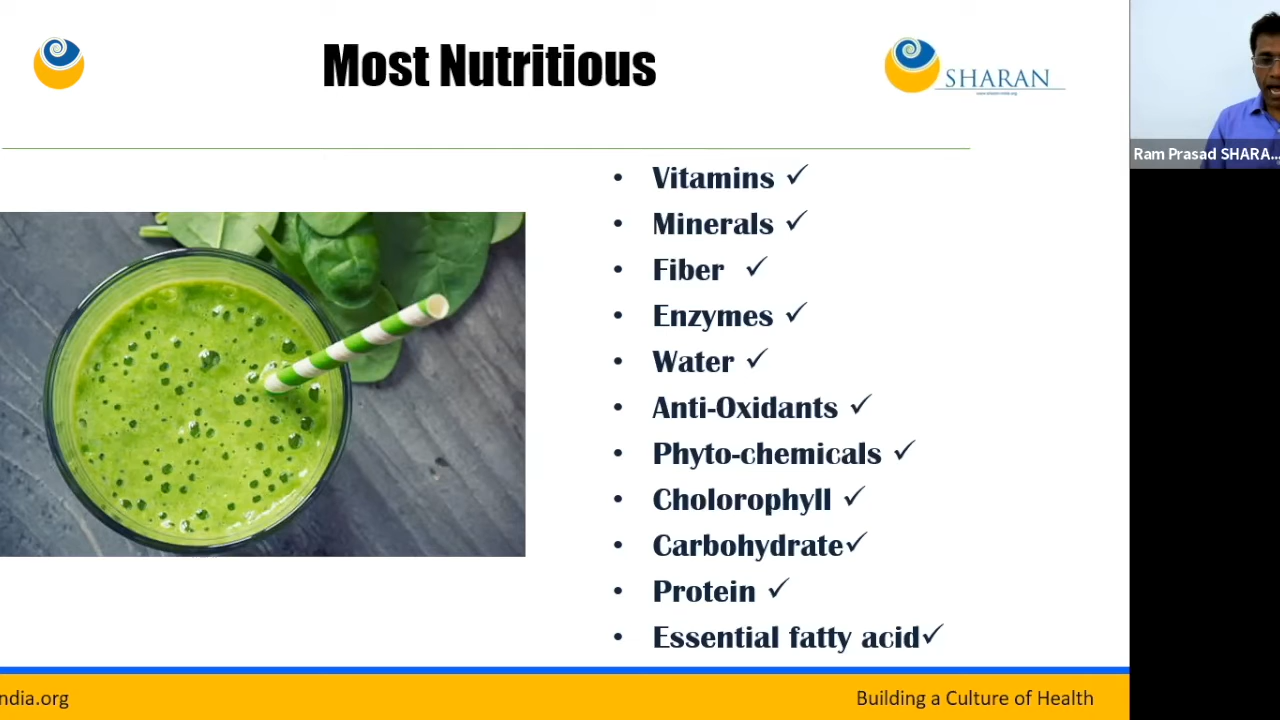 Most Nutritious
SHARAN
Ram Prasad SHARA...
• Vitamins ✓
• Minerals ✓
• Fiber ✓
• Enzymes ✓
• Water ✓
• Anti-Oxidants ✓
• Phyto-chemicals ✓
• Cholorophyll ✓
• Carbohydrate✓
• Protein ✓
• Essential fatty acid✓
ndia.org
Building a Culture of Health